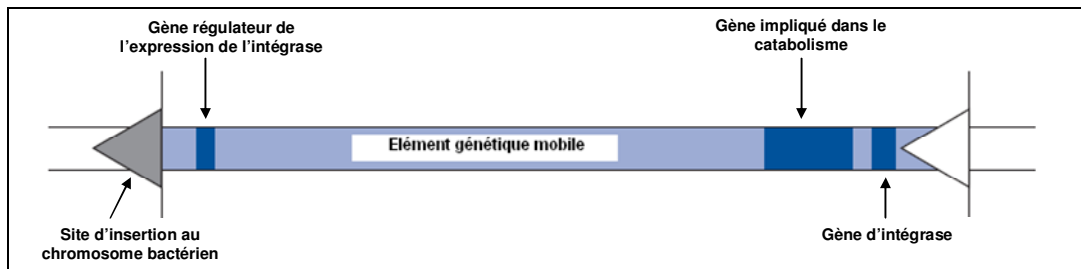 Gène régulateur de
l'expression de l'intégrase
Gène impliqué dans le
catabolisme
Elément génétique mobile
Site d'insertion au
chromosome bactérien
Gène d'intégrase